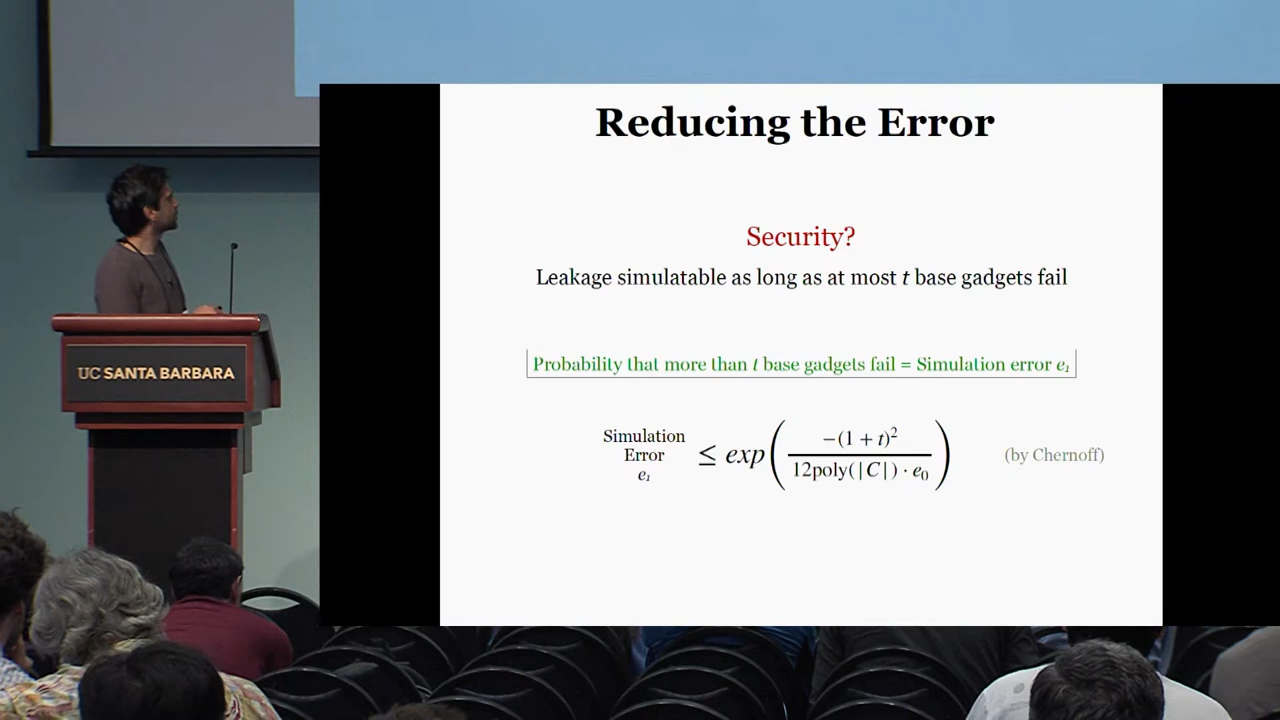 Reducing the Error
Security?
Leakage simulatable as long as at most t base gadgets fail
Probability that more than t base gadgets fail = Simulation error e₁
Simulation
Error
e₁
≤ exp(−(1 + t)² / 12poly(|C|) · e₀)
(by Chernoff)
UC SANTA BARBARA